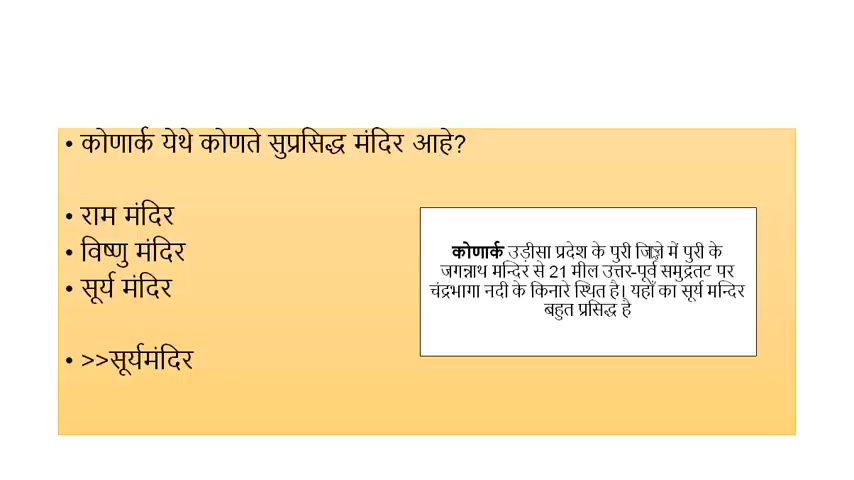 • कोणार्क येथे कोणते सुप्रसिद्ध मंदिर आहे?
• राम मंदिर
• विष्णु मंदिर
• सूर्य मंदिर
• >>सूर्यमंदिर
कोणार्क उड़ीसा प्रदेश के पुरी जिले में पुरी के
जगन्नाथ मन्दिर से 21 मील उत्तर-पूर्व समुद्रतट पर
चंद्रभागा नदी के किनारे स्थित है। यहाँ का सूर्य मन्दिर
बहुत प्रसिद्ध है